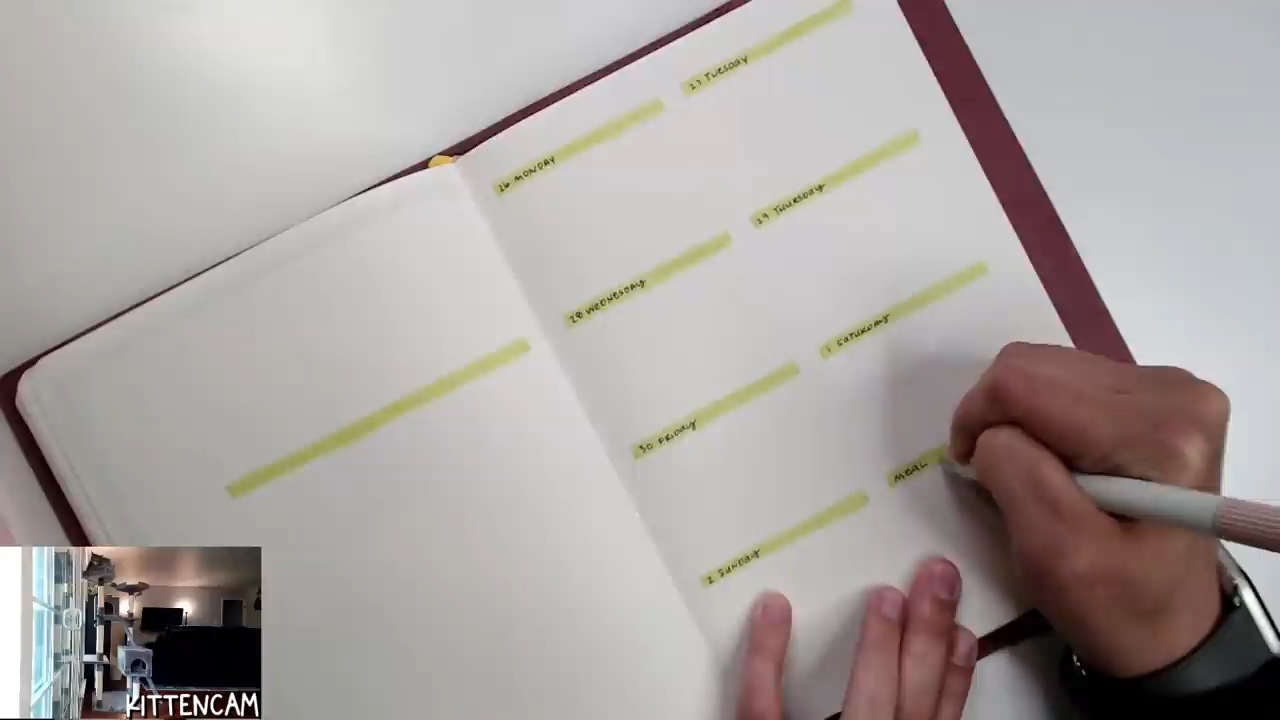 26 MONDAY
27 TUESDAY
28 WEDNESDAY
29 THURSDAY
30 FRIDAY
1 SATURDAY
2 SUNDAY
MEAL
KITTENCAM